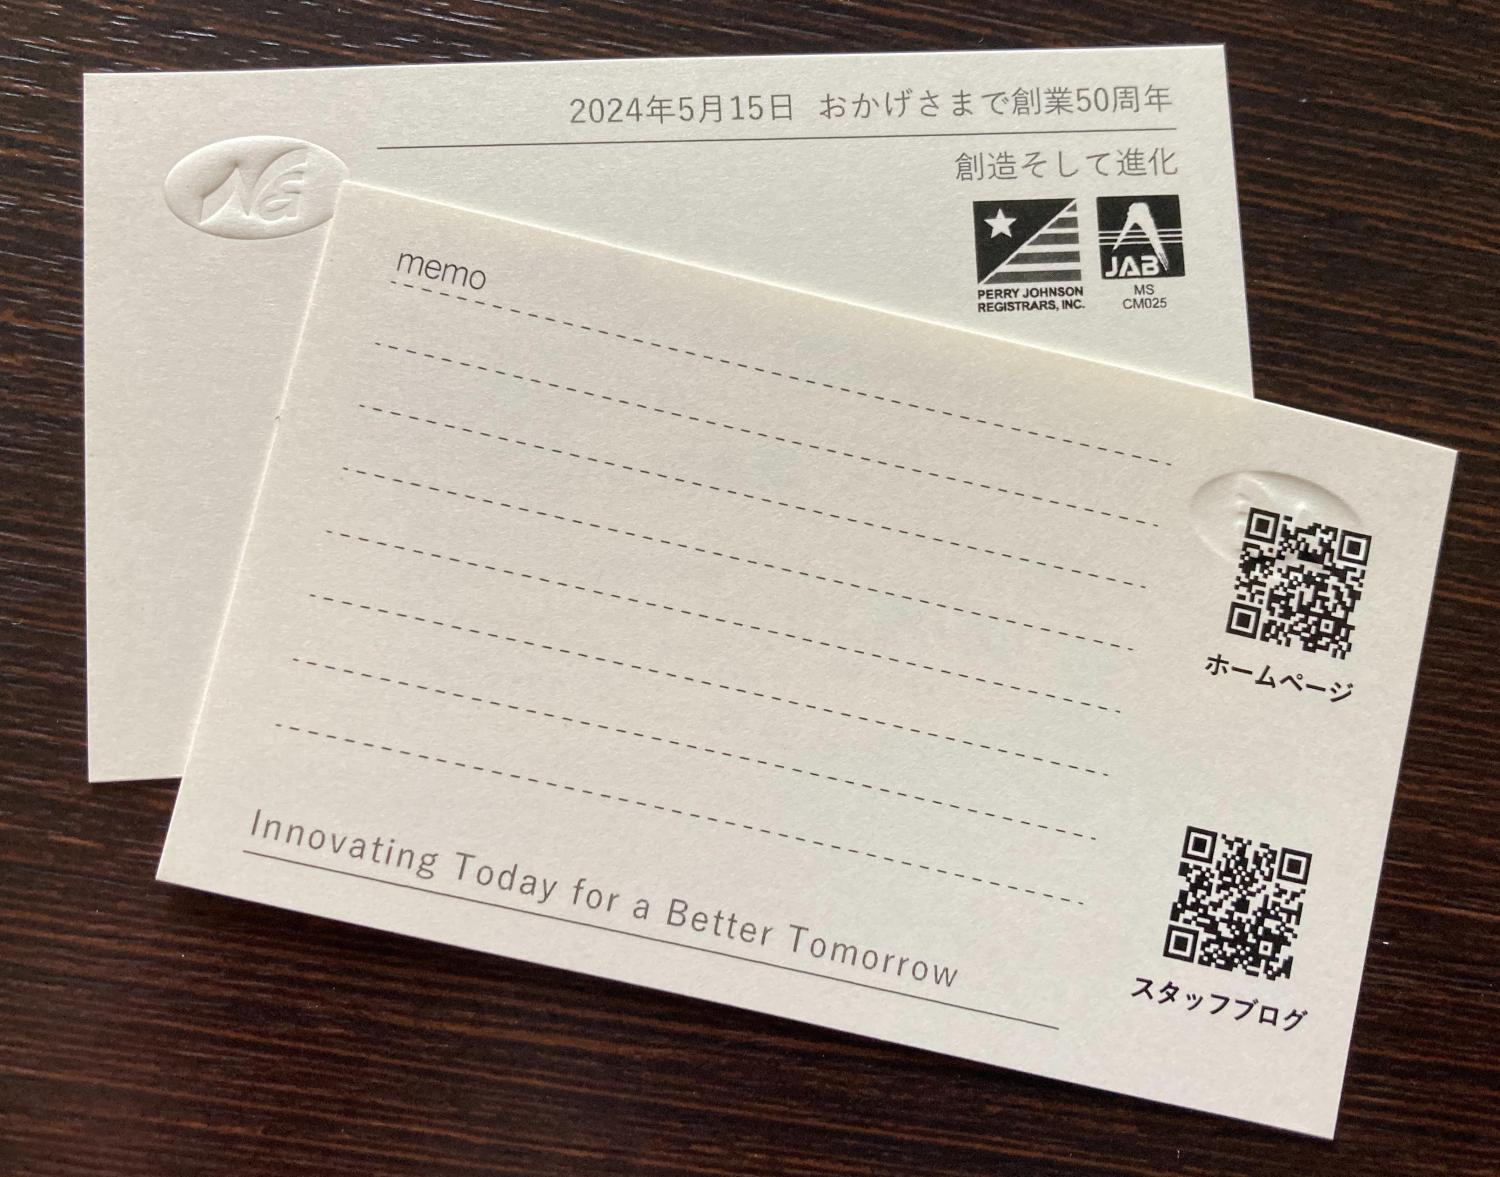 2024年5月15日 おかげさまで創業50周年
創造そして進化
NG
JAB
PERRY JOHNSON
REGISTRARS, INC.
MS
CM025
memo
ホームページ
スタッフブログ
Innovating Today for a Better Tomorrow